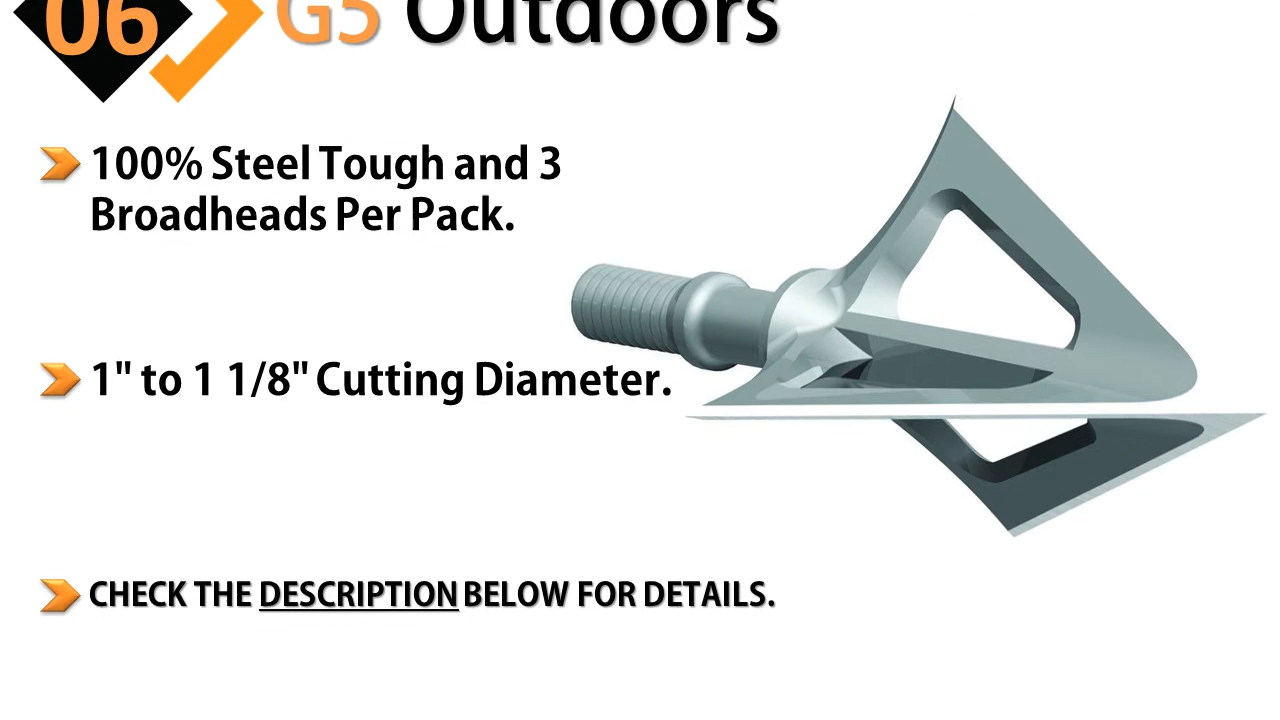 06 G5 Outdoors
100% Steel Tough and 3
Broadheads Per Pack.
1" to 1 1/8" Cutting Diameter.
CHECK THE DESCRIPTION BELOW FOR DETAILS.